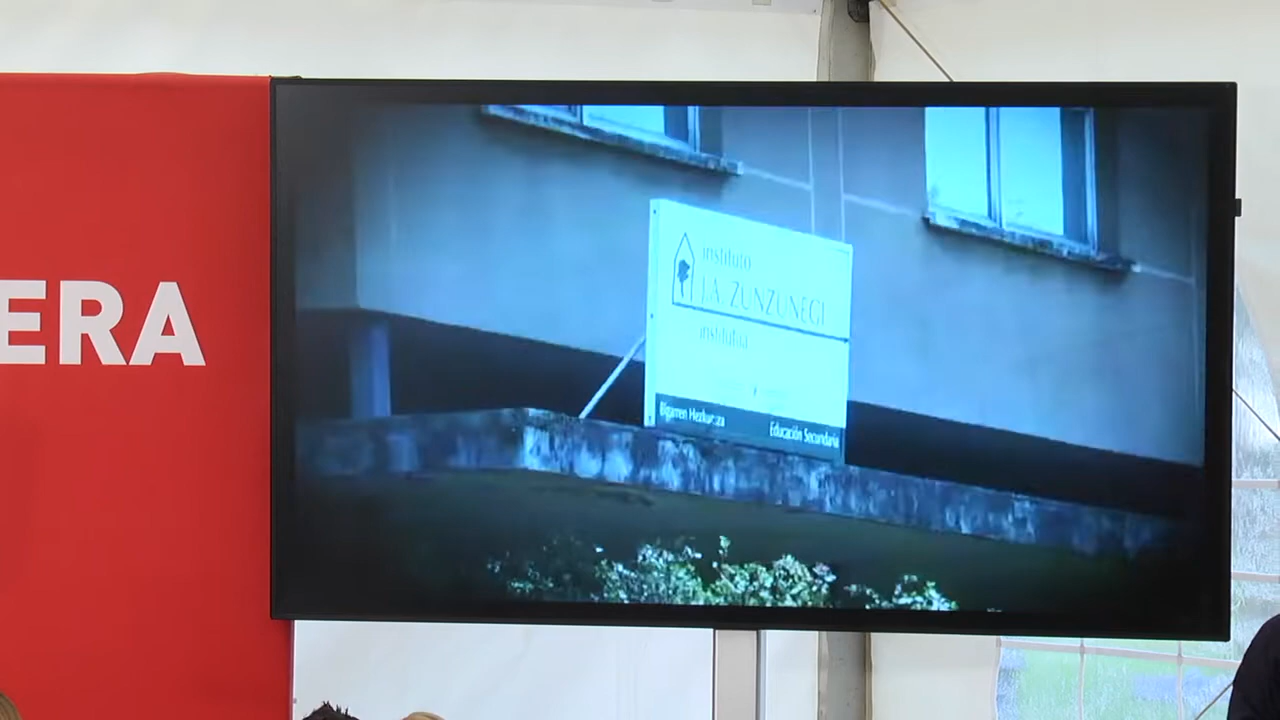 ERA
instituto
J.A. ZUNZUNEGI
institutua
Bigarren Hezkuntza
Educación Secundaria